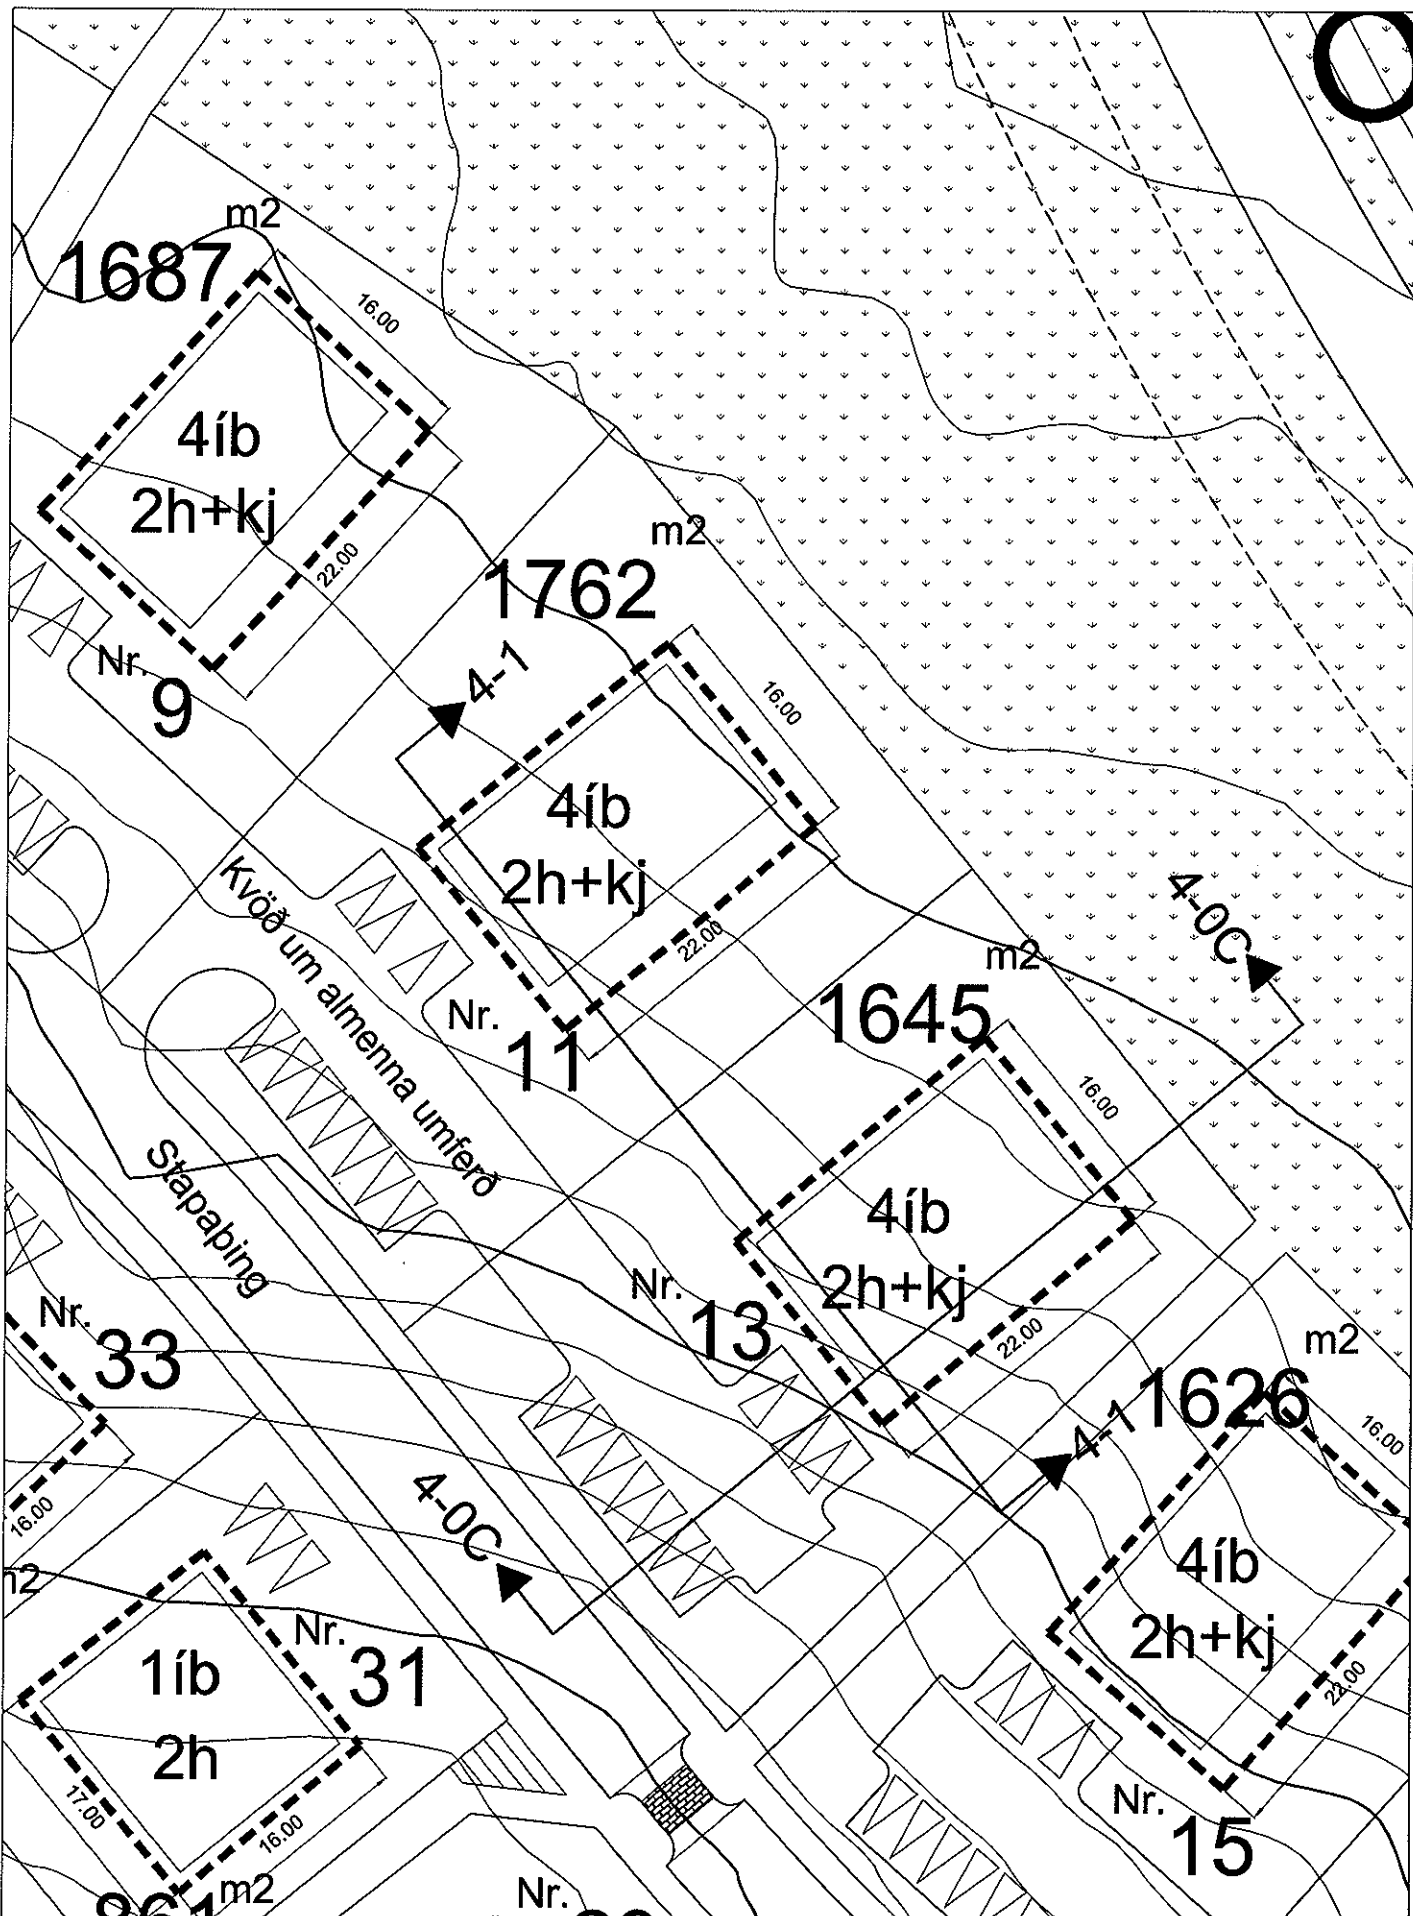 m2
1687
16.00
4íb
2h+kj
22.00
Nr.
9
m2
1762
4-1
16.00
4íb
2h+kj
22.00
Nr.
11
Kvöð um almenna umferð
Stapaþing
4-0C
m2
1645
16.00
4íb
2h+kj
22.00
Nr.
13
Nr.
33
16.00
m2
1626
4-1
16.00
4íb
2h+kj
22.00
Nr.
15
4-0C
1íb
2h
Nr.
31
17.00
16.00
m2
Nr.